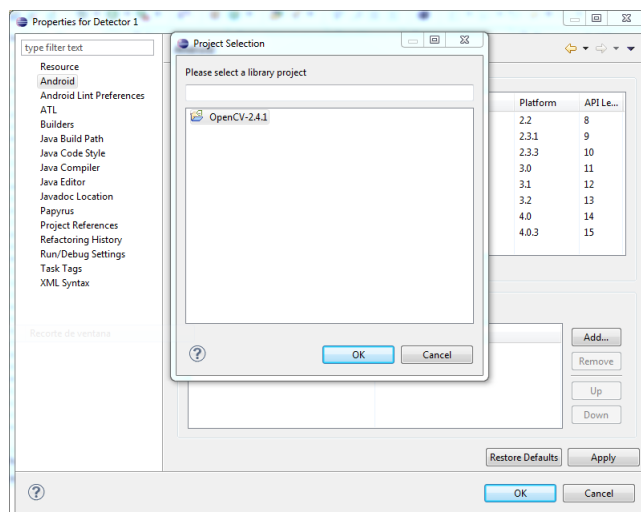 Properties for Detector 1
type filter text
Resource
Android
Android Lint Preferences
ATL
Builders
Java Build Path
Java Code Style
Java Compiler
Java Editor
Javadoc Location
Papyrus
Project References
Refactoring History
Run/Debug Settings
Task Tags
XML Syntax
Recorte de ventana
Project Selection
Please select a library project
OpenCV-2.4.1
OK
Cancel
Platform API Le...
2.2 8
2.3.1 9
2.3.3 10
3.0 11
3.1 12
3.2 13
4.0 14
4.0.3 15
Add...
Remove
Up
Down
Restore Defaults
Apply
OK
Cancel